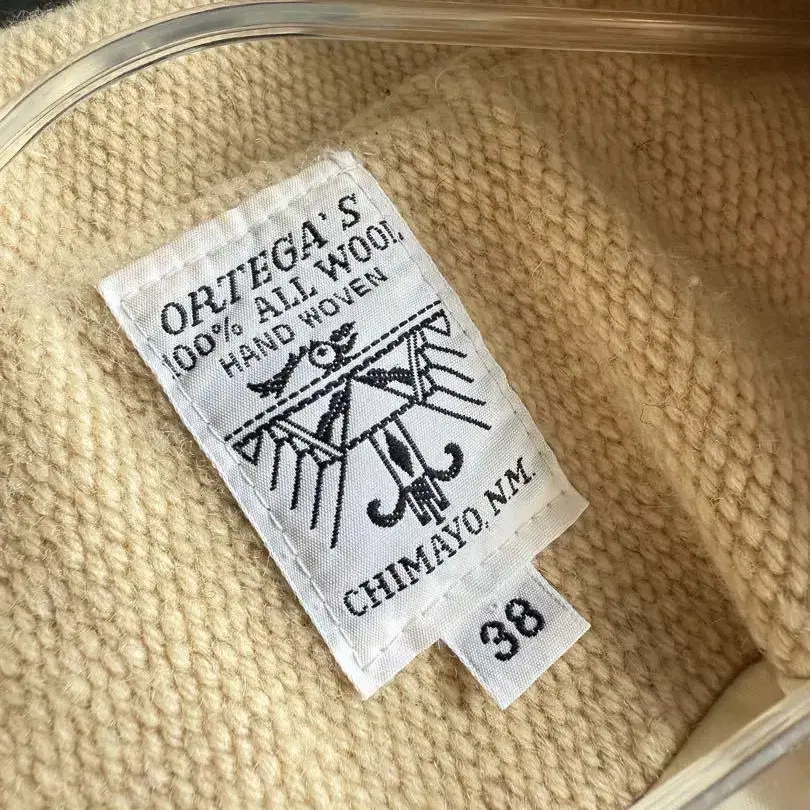 ORTEGA'S
100% ALL WOOL
HAND WOVEN
CHIMAYO, N.M.
38